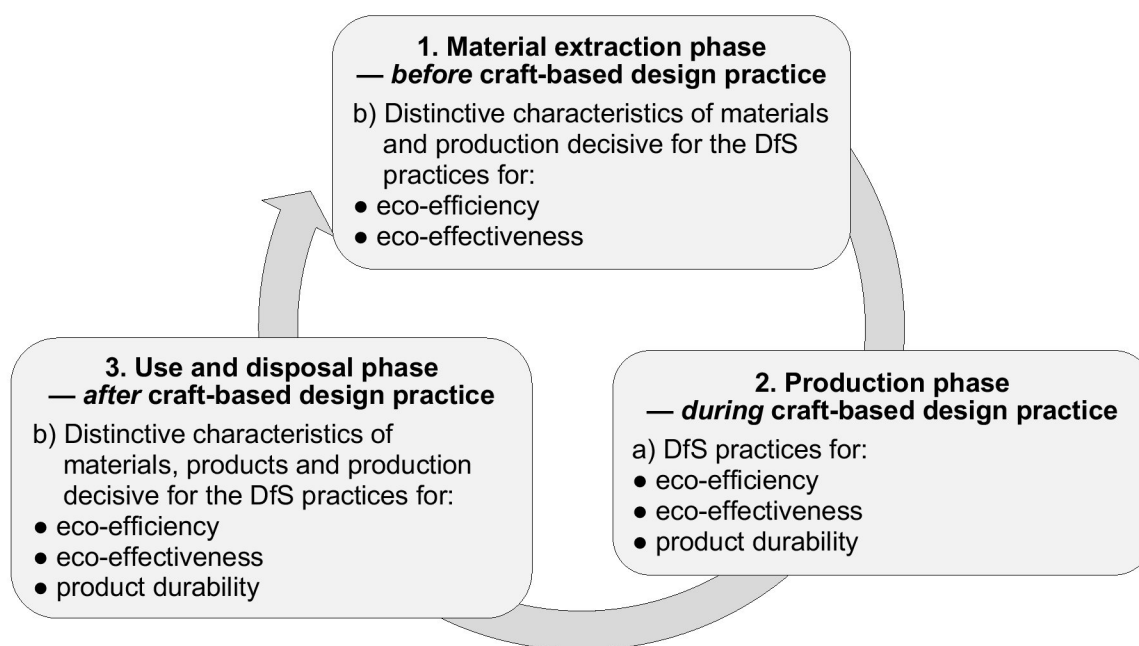 1. Material extraction phase
— before craft-based design practice
b) Distinctive characteristics of materials
and production decisive for the DfS
practices for:
● eco-efficiency
● eco-effectiveness
2. Production phase
— during craft-based design practice
a) DfS practices for:
● eco-efficiency
● eco-effectiveness
● product durability
3. Use and disposal phase
— after craft-based design practice
b) Distinctive characteristics of
materials, products and production
decisive for the DfS practices for:
● eco-efficiency
● eco-effectiveness
● product durability